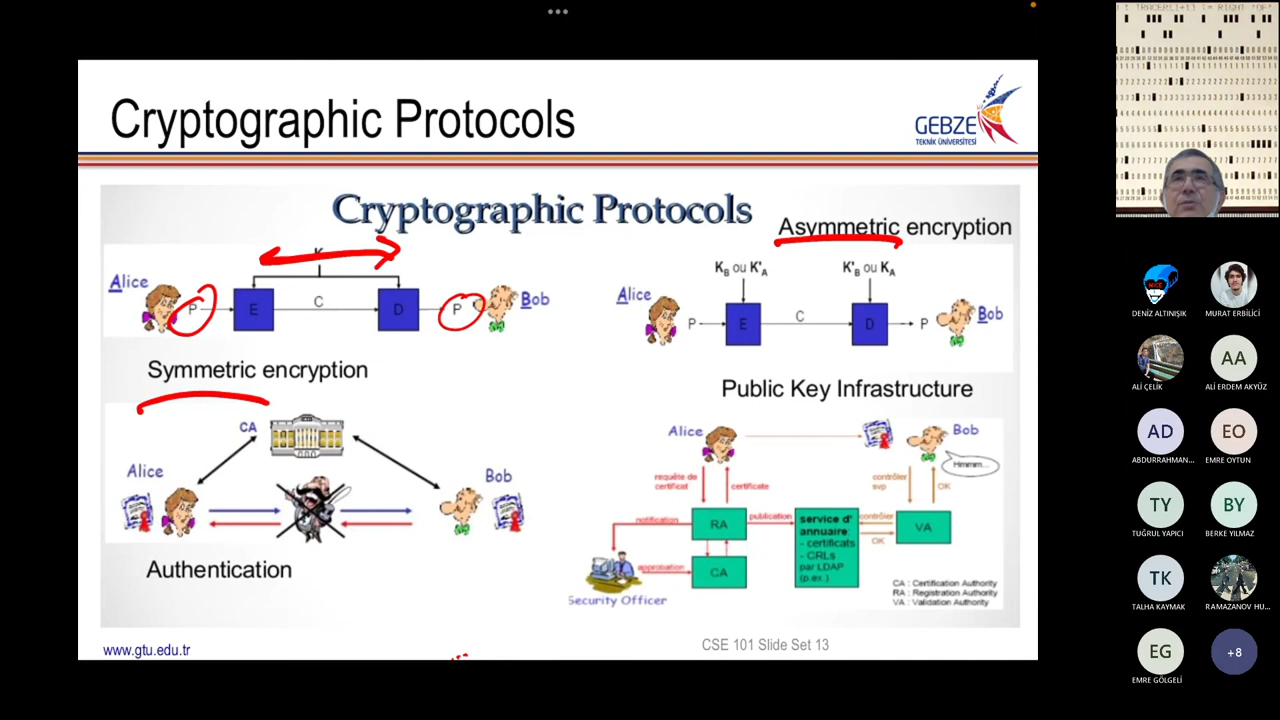 Cryptographic Protocols
GEBZE
TEKNİK ÜNİVERSİTESİ
Cryptographic Protocols
Alice
P
E
C
D
P
Bob
Symmetric encryption
Asymmetric encryption
K_B ou K'_A
K'_B ou K_A
Alice
P
E
C
D
P
Bob
CA
Alice
Bob
Authentication
Public Key Infrastructure
Alice
Bob
Hmmm...
requête de
certificat
certificate
contrôler
svp
OK
notification
RA
publication
service d'
annuaire:
- certificats
- CRLs
par LDAP
(p.ex.)
contrôler
OK
VA
approbation
CA
Security Officer
CA : Certification Authority
RA : Registration Authority
VA : Validation Authority
www.gtu.edu.tr
CSE 101 Slide Set 13
DENİZ ALTINIŞIK
MURAT ERBİLİCİ
AA
ALİ ÇELİK
ALİ ERDEM AKYÜZ
AD
EO
ABDURRAHMAN...
EMRE OYTUN
TY
BY
TUĞRUL YAPICI
BERKE YILMAZ
TK
TALHA KAYMAK
RAMAZANOV HU...
EG
+8
EMRE GÖLGELİ